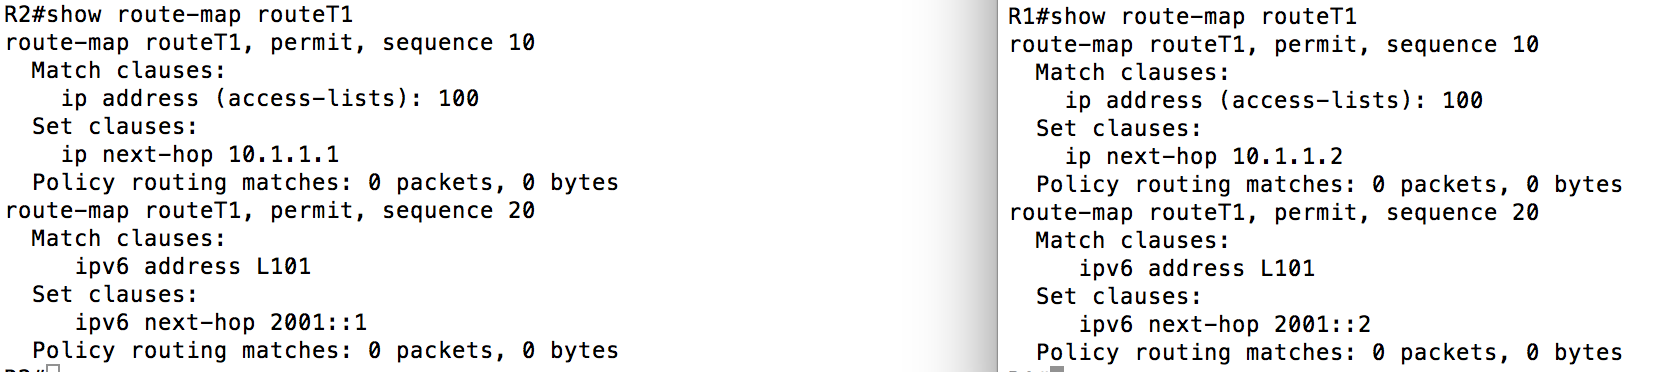 R2#show route-map routeT1
route-map routeT1, permit, sequence 10
Match clauses:
ip address (access-lists): 100
Set clauses:
ip next-hop 10.1.1.1
Policy routing matches: 0 packets, 0 bytes
route-map routeT1, permit, sequence 20
Match clauses:
ipv6 address L101
Set clauses:
ipv6 next-hop 2001::1
Policy routing matches: 0 packets, 0 bytes
R1#show route-map routeT1
route-map routeT1, permit, sequence 10
Match clauses:
ip address (access-lists): 100
Set clauses:
ip next-hop 10.1.1.2
Policy routing matches: 0 packets, 0 bytes
route-map routeT1, permit, sequence 20
Match clauses:
ipv6 address L101
Set clauses:
ipv6 next-hop 2001::2
Policy routing matches: 0 packets, 0 bytes